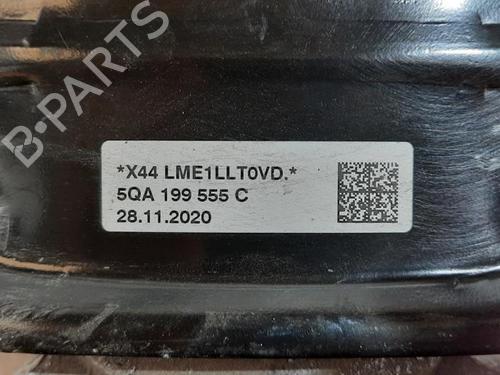 B-PARTS
*X44 LME1LLT0VD.*
5QA 199 555 C
28.11.2020